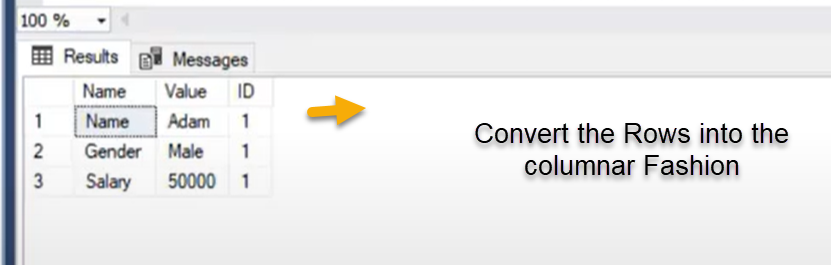 100 %
Results Messages
Name Value ID
1 Name Adam 1
2 Gender Male 1
3 Salary 50000 1
Convert the Rows into the
columnar Fashion